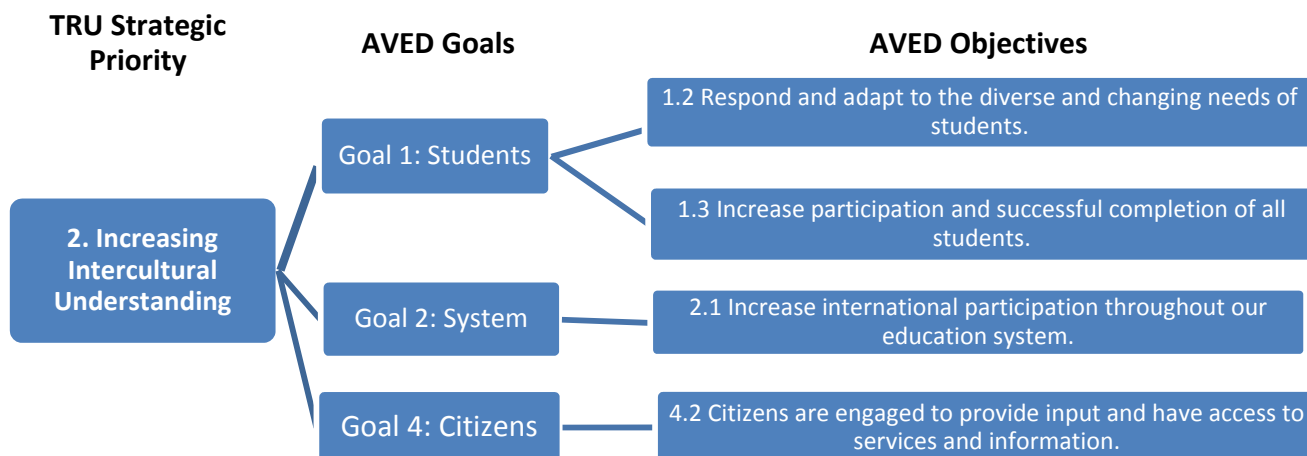 TRU Strategic
Priority
AVED Goals
AVED Objectives
2. Increasing
Intercultural
Understanding
Goal 1: Students
1.2 Respond and adapt to the diverse and changing needs of
students.
1.3 Increase participation and successful completion of all
students.
Goal 2: System
2.1 Increase international participation throughout our
education system.
Goal 4: Citizens
4.2 Citizens are engaged to provide input and have access to
services and information.